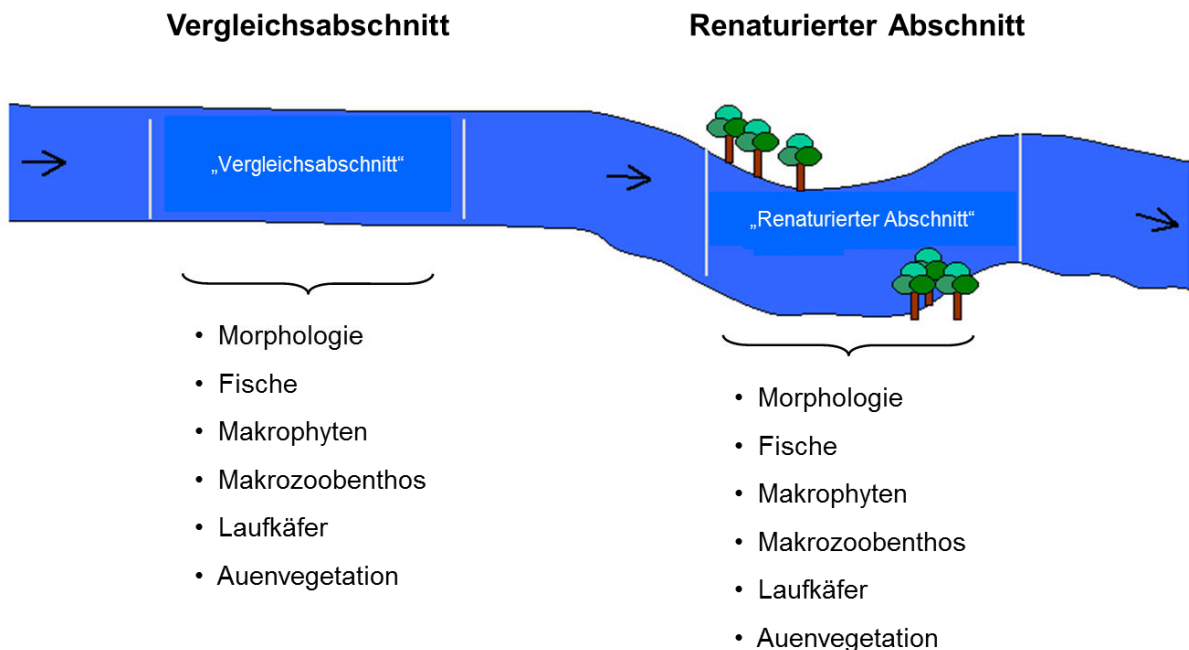 Vergleichsabschnitt
Renaturierter Abschnitt
„Vergleichsabschnitt“
„Renaturierter Abschnitt“
• Morphologie
• Fische
• Makrophyten
• Makrozoobenthos
• Laufkäfer
• Auenvegetation
• Morphologie
• Fische
• Makrophyten
• Makrozoobenthos
• Laufkäfer
• Auenvegetation